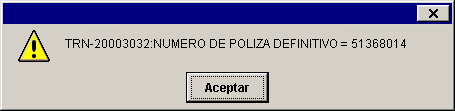 TRN-20003032:NUMERO DE POLIZA DEFINITIVO = 51368014
Aceptar